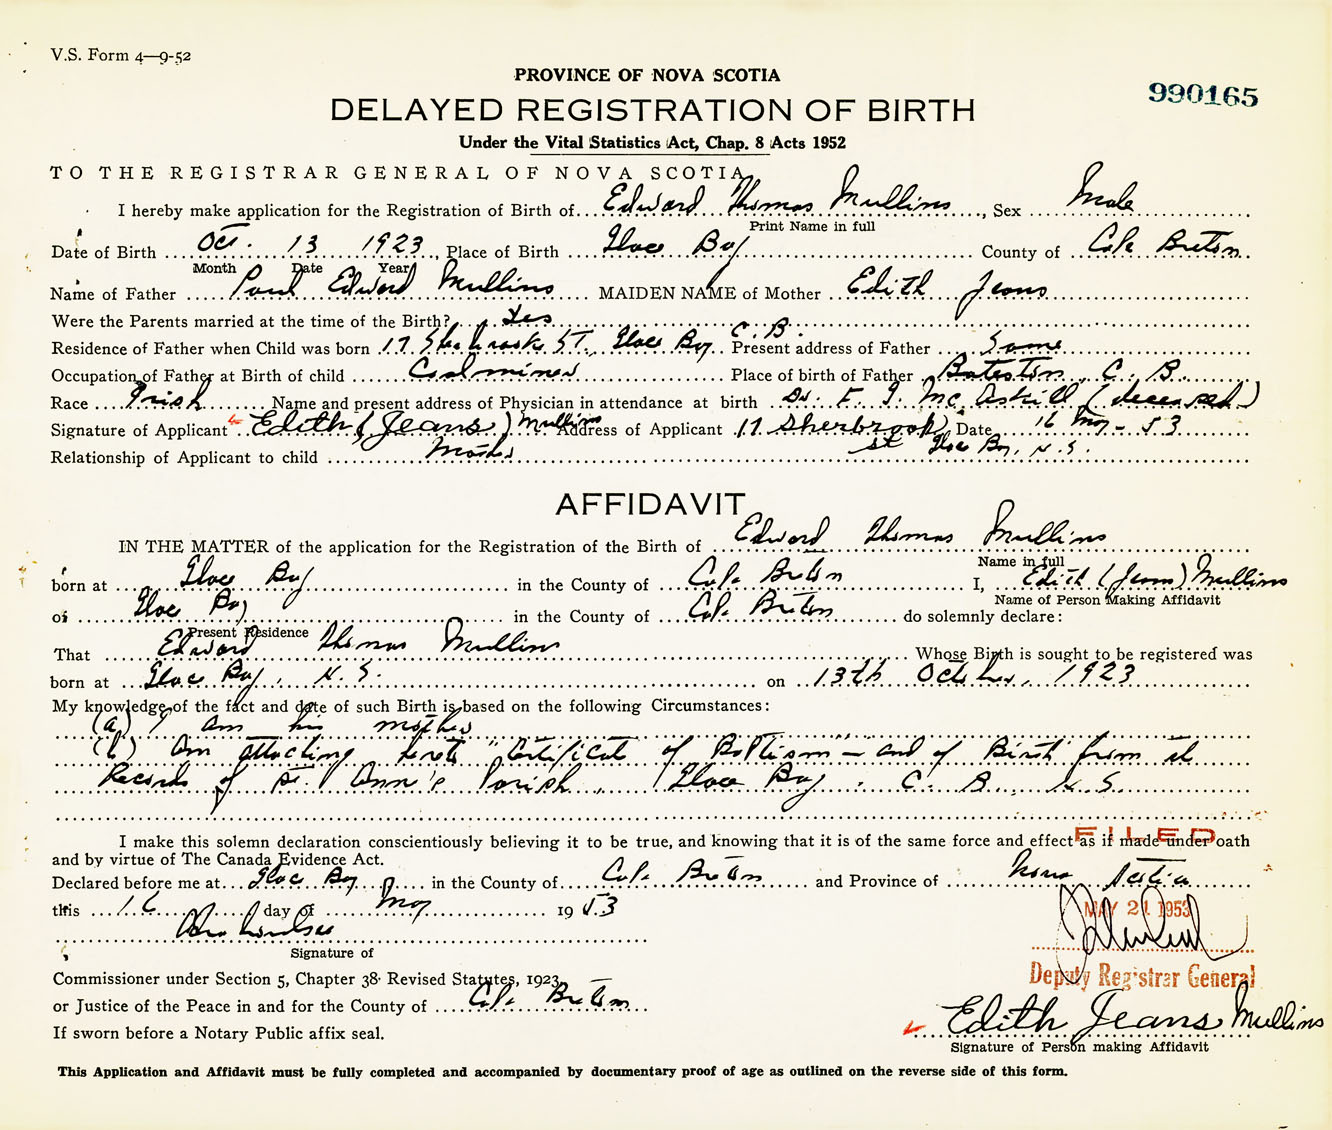 V.S. Form 4—9-52
PROVINCE OF NOVA SCOTIA
990165
DELAYED REGISTRATION OF BIRTH
Under the Vital Statistics Act, Chap. 8 Acts 1952
TO THE REGISTRAR GENERAL OF NOVA SCOTIA
I hereby make application for the Registration of Birth of Edward Thomas Mullins, Sex Male
Print Name in full
Date of Birth Oct. 13 1923, Place of Birth Glace Bay County of Cape Breton
Month Date Year
Name of Father Paul Edward Mullins MAIDEN NAME of Mother Edith Jeans
Were the Parents married at the time of the Birth? Yes
Residence of Father when Child was born 17 Sherbrooke St., Glace Bay C.B. Present address of Father Same
Occupation of Father at Birth of child Coalminer Place of birth of Father Bateston, C. B.
Race Irish Name and present address of Physician in attendance at birth Dr. F. J. McAskill (deceased)
Signature of Applicant Edith (Jeans) Mullins Address of Applicant 17 Sherbrook st Glace Bay, N.S. Date 16 May - 53
Relationship of Applicant to child Mother
AFFIDAVIT
IN THE MATTER of the application for the Registration of the Birth of Edward Thomas Mullins
Name in full
born at Glace Bay in the County of Cape Breton I, Edith (Jeans) Mullins
Name of Person Making Affidavit
of Glace Bay in the County of Cape Breton do solemnly declare:
Present Residence
That Edward Thomas Mullins Whose Birth is sought to be registered was
born at Glace Bay, N.S. on 13th October, 1923
My knowledge of the fact and date of such Birth is based on the following Circumstances:
(a) I am his mother
(b) Am attaching hereto "Certificate of Baptism" — and of Birth from the
Records of St. Anne's Parish, Glace Bay, C. B., N.S.
I make this solemn declaration conscientiously believing it to be true, and knowing that it is of the same force and effect as if made under oath
and by virtue of The Canada Evidence Act.
FILED
Declared before me at Glace Bay in the County of Cape Breton and Province of Nova Scotia
this 16 day of May 1953
MAY 21 1953
Signature of
Deputy Registrar General
Commissioner under Section 5, Chapter 38 Revised Statutes, 1923
or Justice of the Peace in and for the County of Cape Breton
Edith Jeans Mullins
If sworn before a Notary Public affix seal.
Signature of Person making Affidavit
This Application and Affidavit must be fully completed and accompanied by documentary proof of age as outlined on the reverse side of this form.